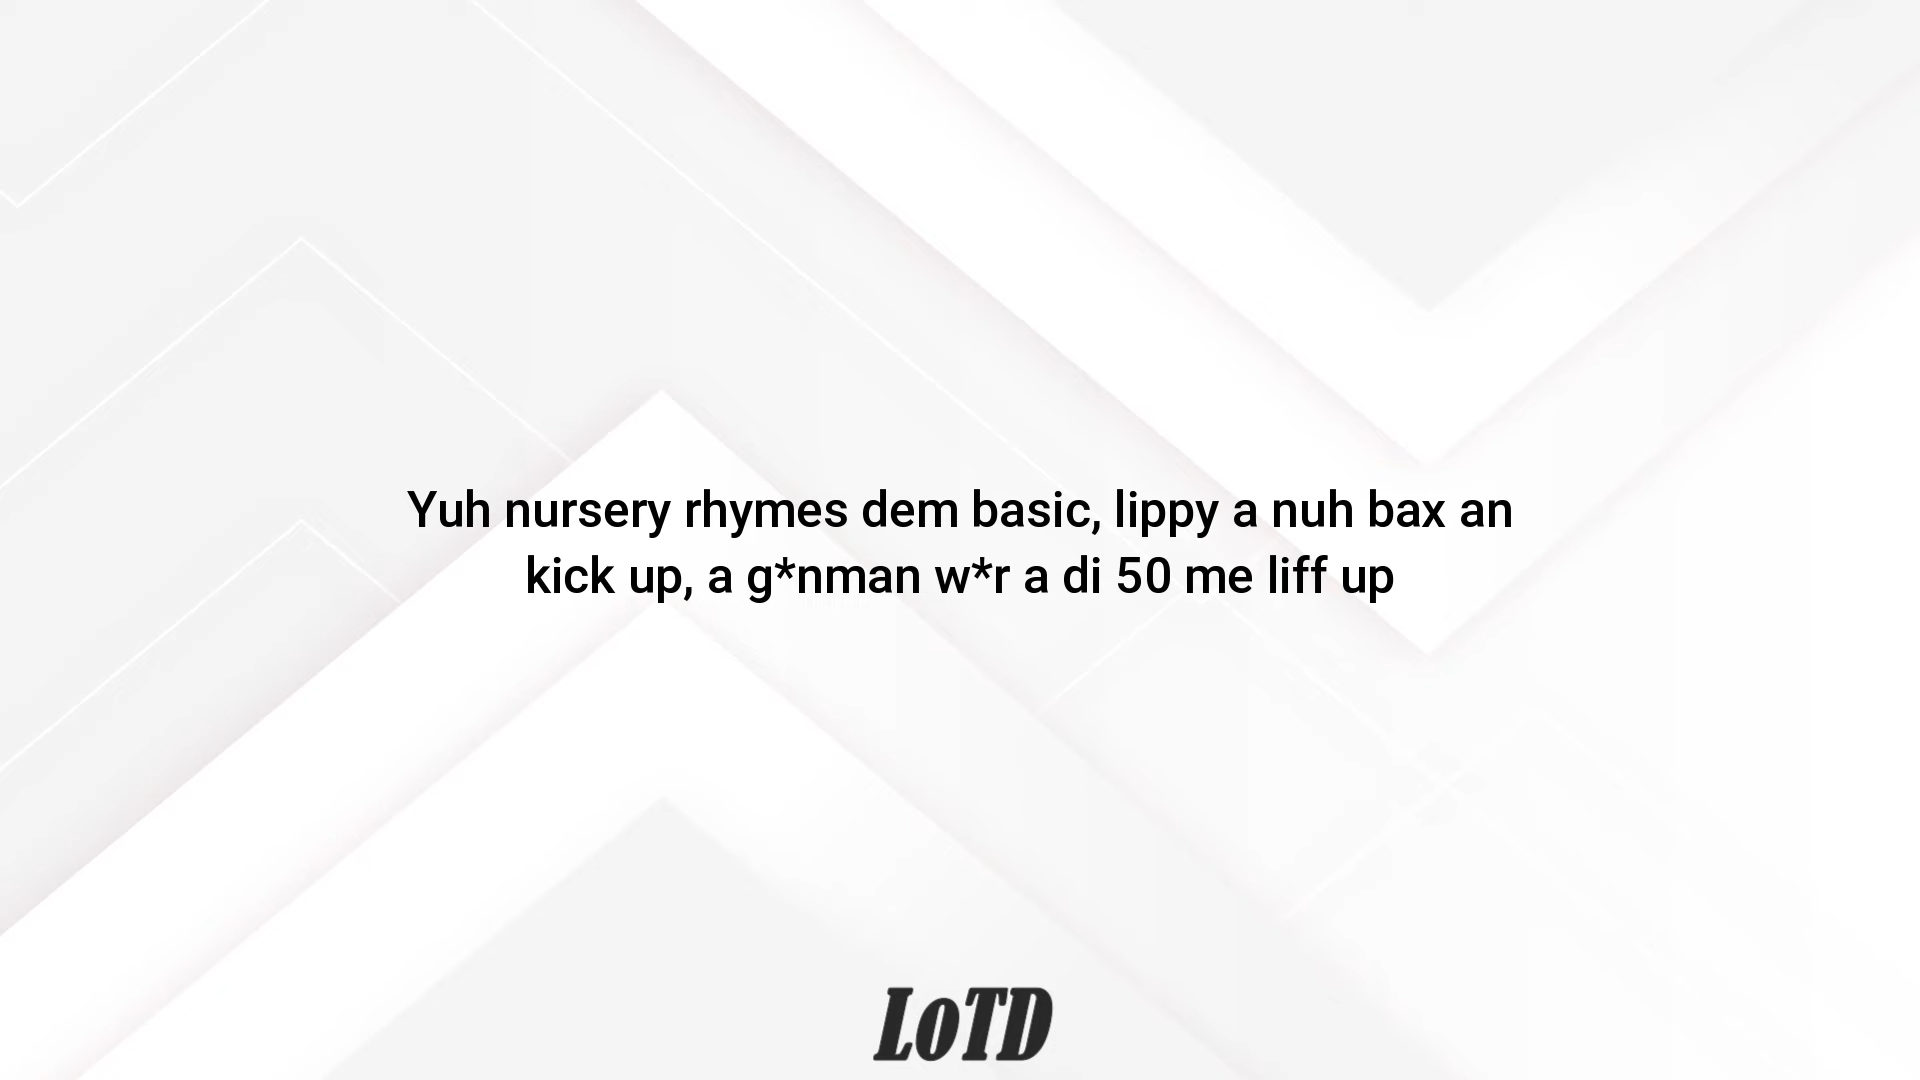 Yuh nursery rhymes dem basic, lippy a nuh bax an
kick up, a g*nman w*r a di 50 me liff up
LOTD